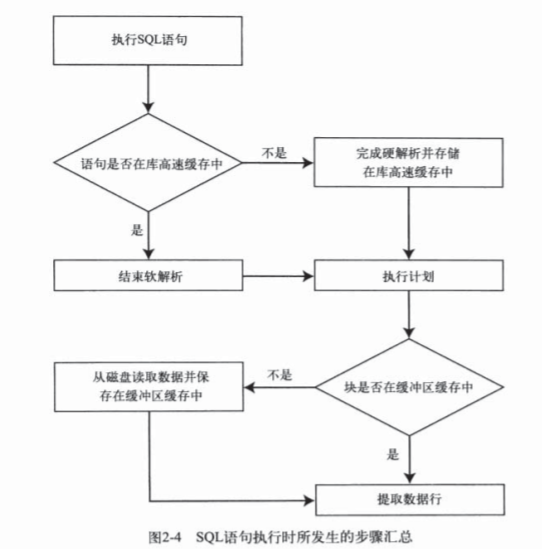 执行SQL语句
语句是否在库高速缓存中
不是
完成硬解析并存储
在库高速缓存中
是
结束软解析
执行计划
块是否在缓冲区缓存中
不是
从磁盘读取数据并保
存在缓冲区缓存中
是
提取数据行
图2-4 SQL语句执行时所发生的步骤汇总